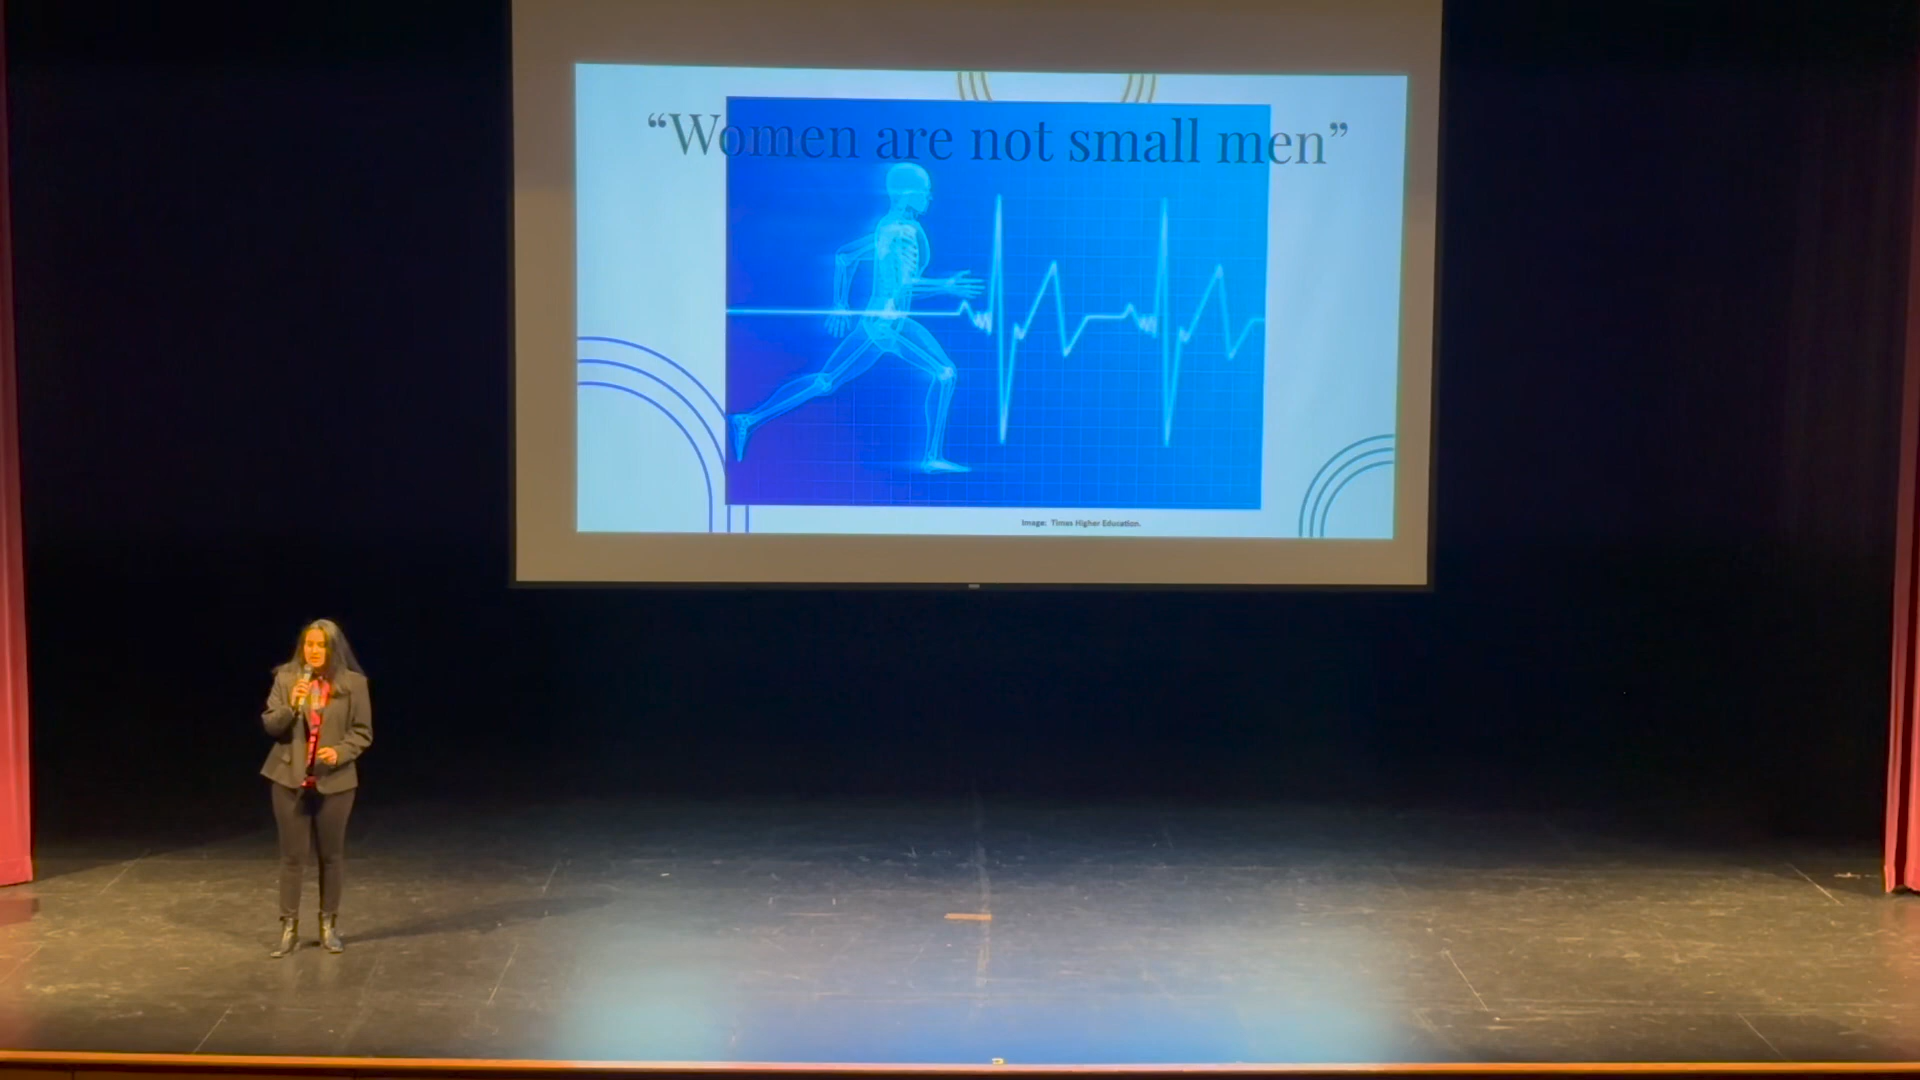 “Women are not small men”
Image: Times Higher Education.